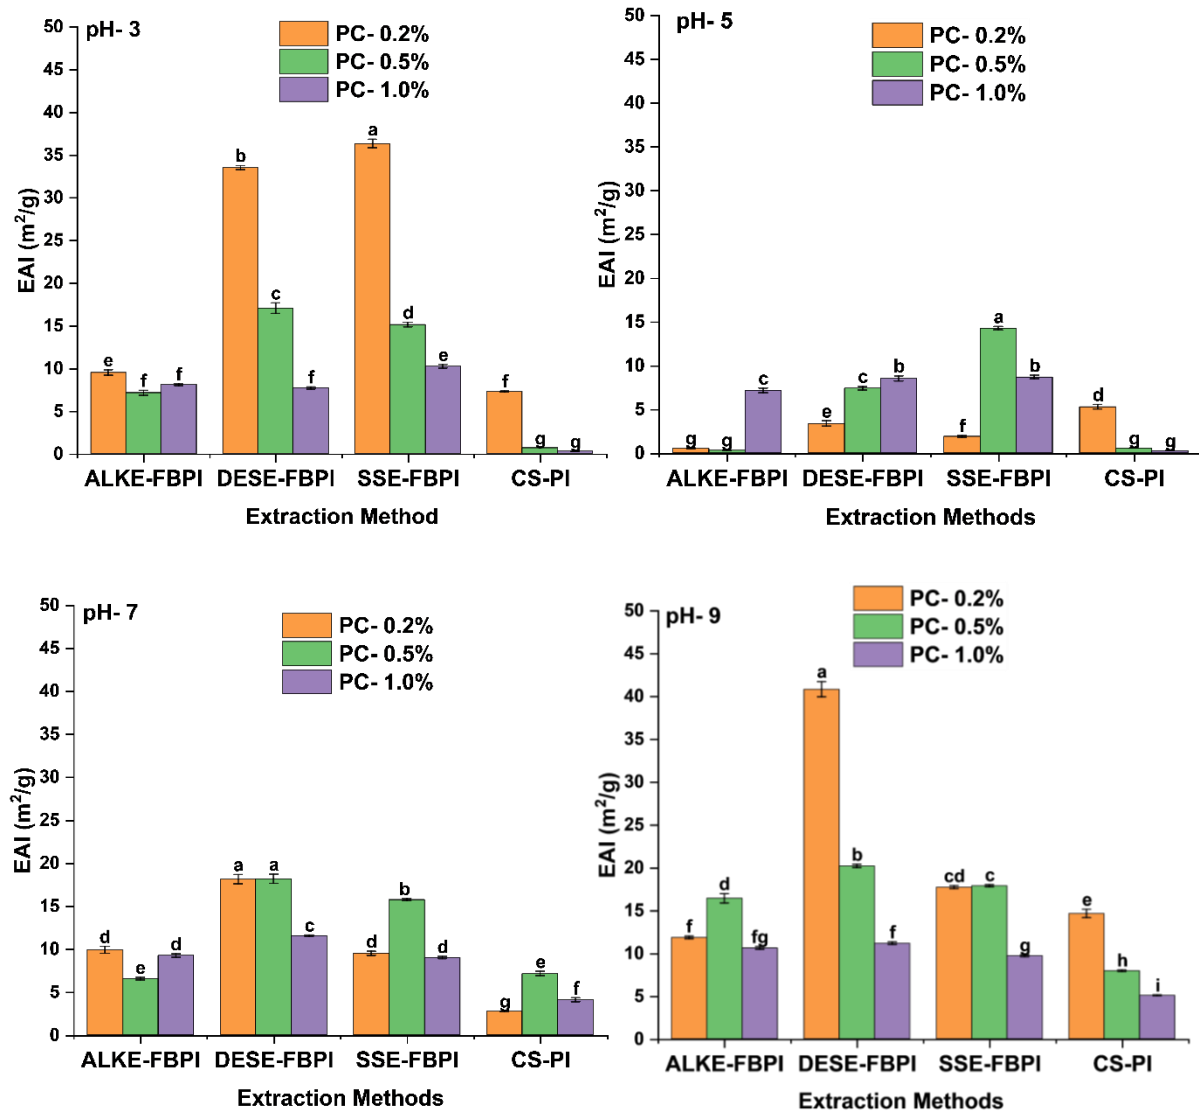 pH- 3
PC- 0.2%
PC- 0.5%
PC- 1.0%
EAI (m²/g)
50
45
40
35
30
25
20
15
10
5
0
e
f
f
b
c
f
a
d
e
f
g
g
ALKE-FBPI DESE-FBPI SSE-FBPI CS-PI
Extraction Method
pH- 5
PC- 0.2%
PC- 0.5%
PC- 1.0%
EAI (m²/g)
50
45
40
35
30
25
20
15
10
5
0
g
g
c
e
c
b
f
a
b
d
g
g
ALKE-FBPI DESE-FBPI SSE-FBPI CS-PI
Extraction Methods
pH- 7
PC- 0.2%
PC- 0.5%
PC- 1.0%
EAI (m²/g)
50
45
40
35
30
25
20
15
10
5
0
d
e
d
a
a
c
d
b
d
g
e
f
ALKE-FBPI DESE-FBPI SSE-FBPI CS-PI
Extraction Methods
pH- 9
PC- 0.2%
PC- 0.5%
PC- 1.0%
EAI (m²/g)
50
45
40
35
30
25
20
15
10
5
0
f
d
fg
a
b
f
cd
c
g
e
h
i
ALKE-FBPI DESE-FBPI SSE-FBPI CS-PI
Extraction Methods